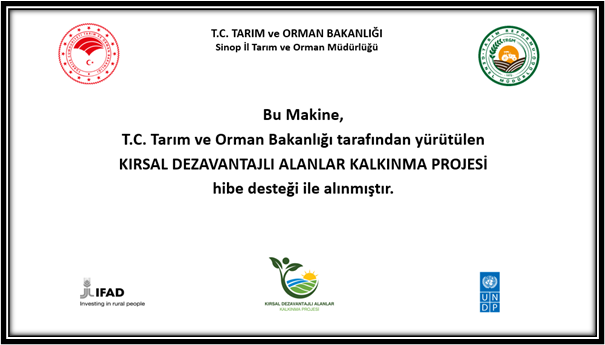 T.C. TARIM ve ORMAN BAKANLIĞI
Sinop İl Tarım ve Orman Müdürlüğü
Bu Makine,
T.C. Tarım ve Orman Bakanlığı tarafından yürütülen
KIRSAL DEZAVANTAJLI ALANLAR KALKINMA PROJESİ
hibe desteği ile alınmıştır.
IFAD
Investing in rural people
KIRSAL DEZAVANTAJLI ALANLAR
KALKINMA PROJESİ
U N
D P